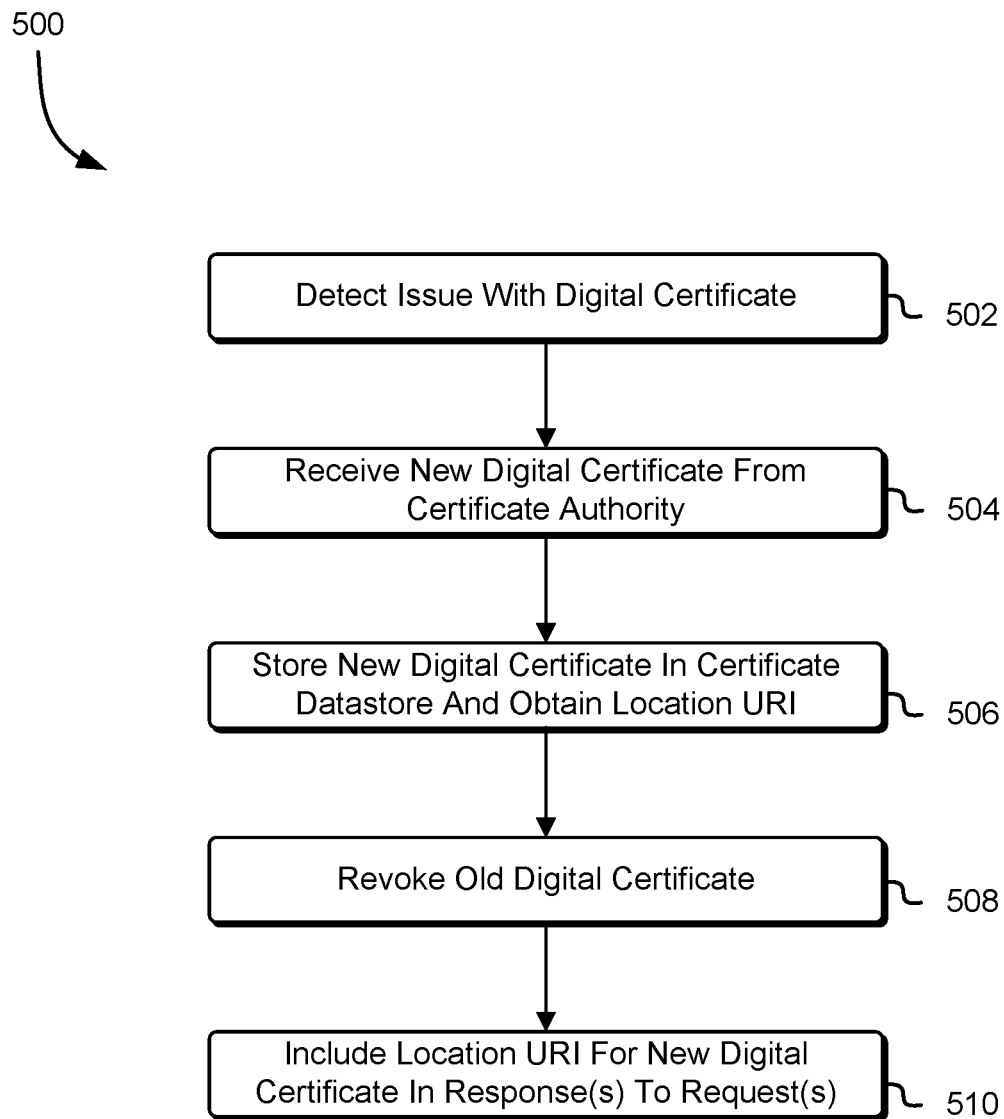 500
Detect Issue With Digital Certificate
502
Receive New Digital Certificate From
Certificate Authority
504
Store New Digital Certificate In Certificate
Datastore And Obtain Location URI
506
Revoke Old Digital Certificate
508
Include Location URI For New Digital
Certificate In Response(s) To Request(s)
510